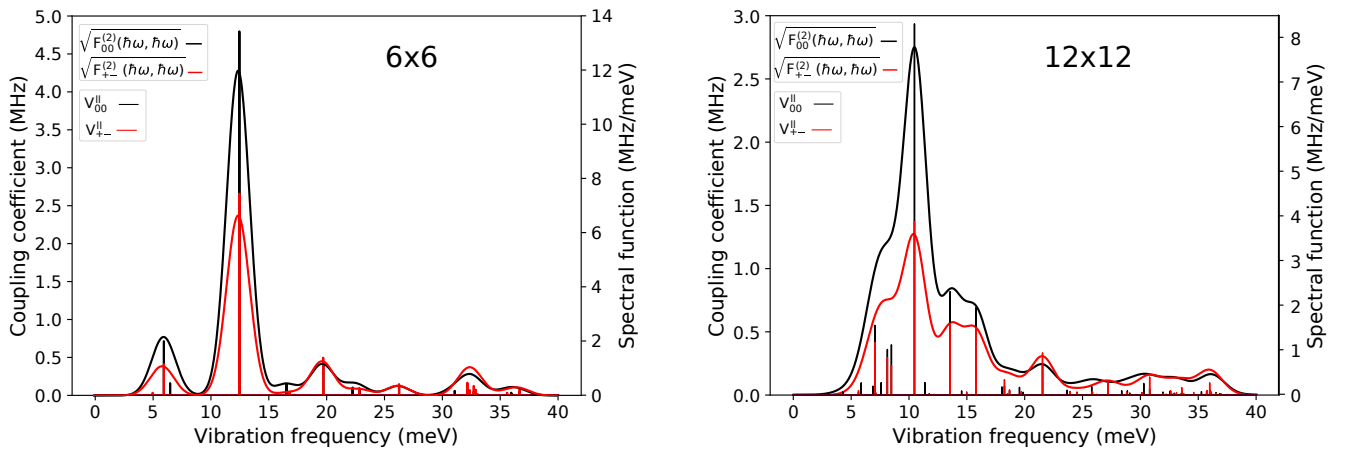 6x6
√F₀₀⁽²⁾(ħω, ħω)
√F₊₋⁽²⁾ (ħω, ħω)
V₀₀^||
V₊₋^||
Coupling coefficient (MHz)
5.0
4.5
4.0
3.5
3.0
2.5
2.0
1.5
1.0
0.5
0.0
Spectral function (MHz/meV)
14
12
10
8
6
4
2
0
0 5 10 15 20 25 30 35 40
Vibration frequency (meV)
12x12
√F₀₀⁽²⁾(ħω, ħω)
√F₊₋⁽²⁾ (ħω, ħω)
V₀₀^||
V₊₋^||
Coupling coefficient (MHz)
3.0
2.5
2.0
1.5
1.0
0.5
0.0
Spectral function (MHz/meV)
8
7
6
5
4
3
2
1
0
0 5 10 15 20 25 30 35 40
Vibration frequency (meV)